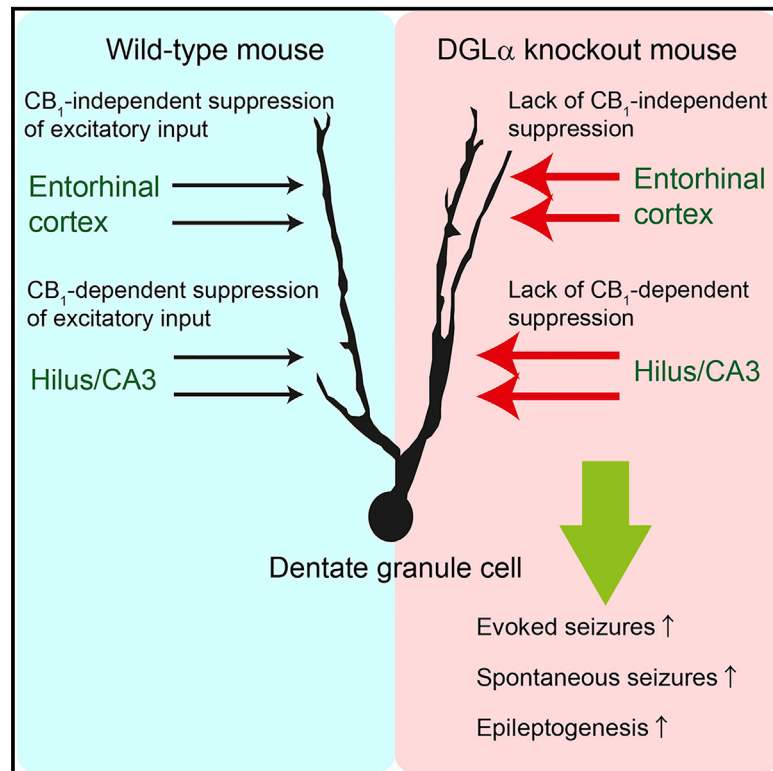 Wild-type mouse
CB₁-independent suppression
of excitatory input
Entorhinal
cortex
CB₁-dependent suppression
of excitatory input
Hilus/CA3
DGLα knockout mouse
Lack of CB₁-independent
suppression
Entorhinal
cortex
Lack of CB₁-dependent
suppression
Hilus/CA3
Dentate granule cell
Evoked seizures ↑
Spontaneous seizures ↑
Epileptogenesis ↑